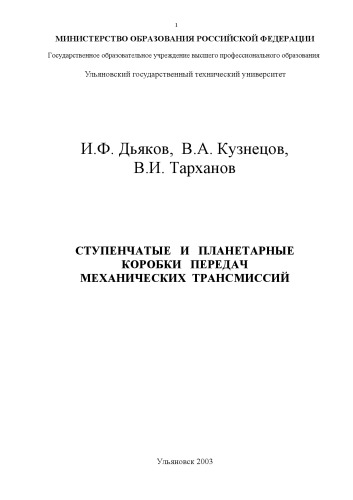 1
МИНИСТЕРСТВО ОБРАЗОВАНИЯ РОССИЙСКОЙ ФЕДЕРАЦИИ
Государственное образовательное учреждение высшего профессионального образования
Ульяновский государственный технический университет
И.Ф. Дьяков, В.А. Кузнецов,
В.И. Тарханов
СТУПЕНЧАТЫЕ И ПЛАНЕТАРНЫЕ
КОРОБКИ ПЕРЕДАЧ
МЕХАНИЧЕСКИХ ТРАНСМИССИЙ
Ульяновск 2003